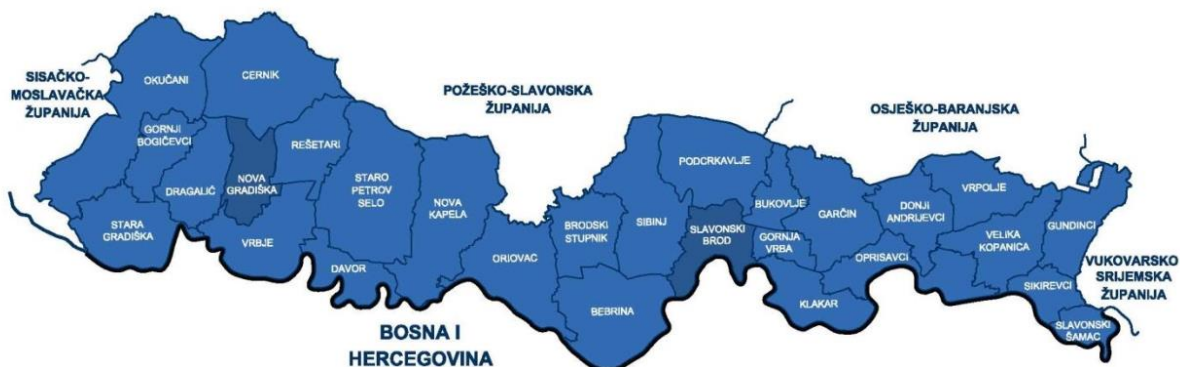 SISAČKO-
MOSLAVAČKA
ŽUPANIJA
OKUČANI
CERNIK
POŽEŠKO-SLAVONSKA
ŽUPANIJA
OSJEŠKO-BARANJSKA
ŽUPANIJA
GORNJI
BOGIČEVCI
REŠETARI
NOVA
GRADIŠKA
DRAGALIĆ
STARO
PETROV
SELO
STARA
GRADIŠKA
VRBJE
DAVOR
NOVA
KAPELA
ORIOVAC
BRODSKI
STUPNIK
SIBINJ
BEBRINA
PODCRKAVLJE
SLAVONSKI
BROD
BUKOVLJE
GORNJA
VRBA
KLAKAR
GARČIN
OPRISAVCI
DONJI
ANDRIJEVCI
VRPOLJE
VELIKA
KOPANICA
GUNDINCI
SIKIREVCI
SLAVONSKI
ŠAMAC
VUKOVARSKO
SRIJEMSKA
ŽUPANIJA
BOSNA I
HERCEGOVINA